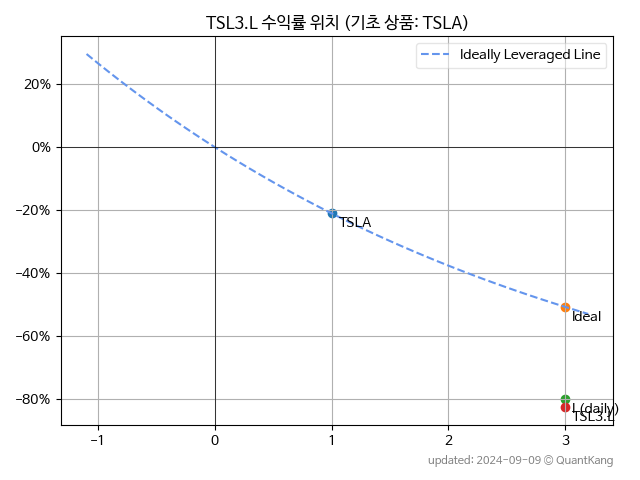 TSL3.L 수익률 위치 (기초 상품: TSLA)
Ideally Leveraged Line
20%
0%
−20%
−40%
−60%
−80%
TSLA
Ideal
L(daily)
TSL3.L
−1
0
1
2
3
updated: 2024-09-09 © QuantKang